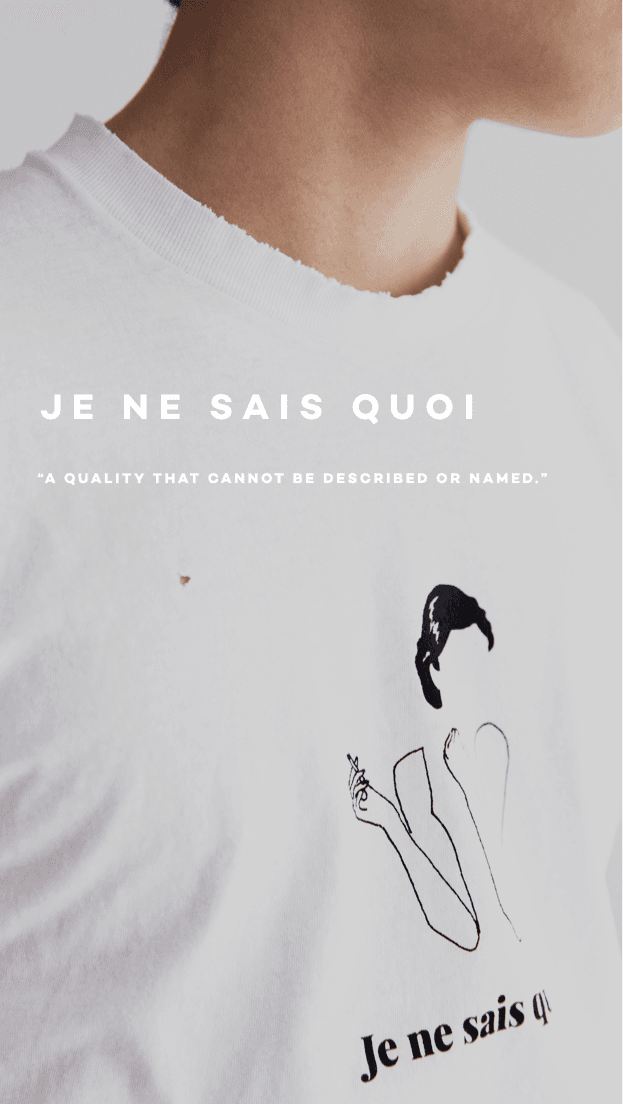 JE NE SAIS QUOI
“A QUALITY THAT CANNOT BE DESCRIBED OR NAMED.”
Je ne sais